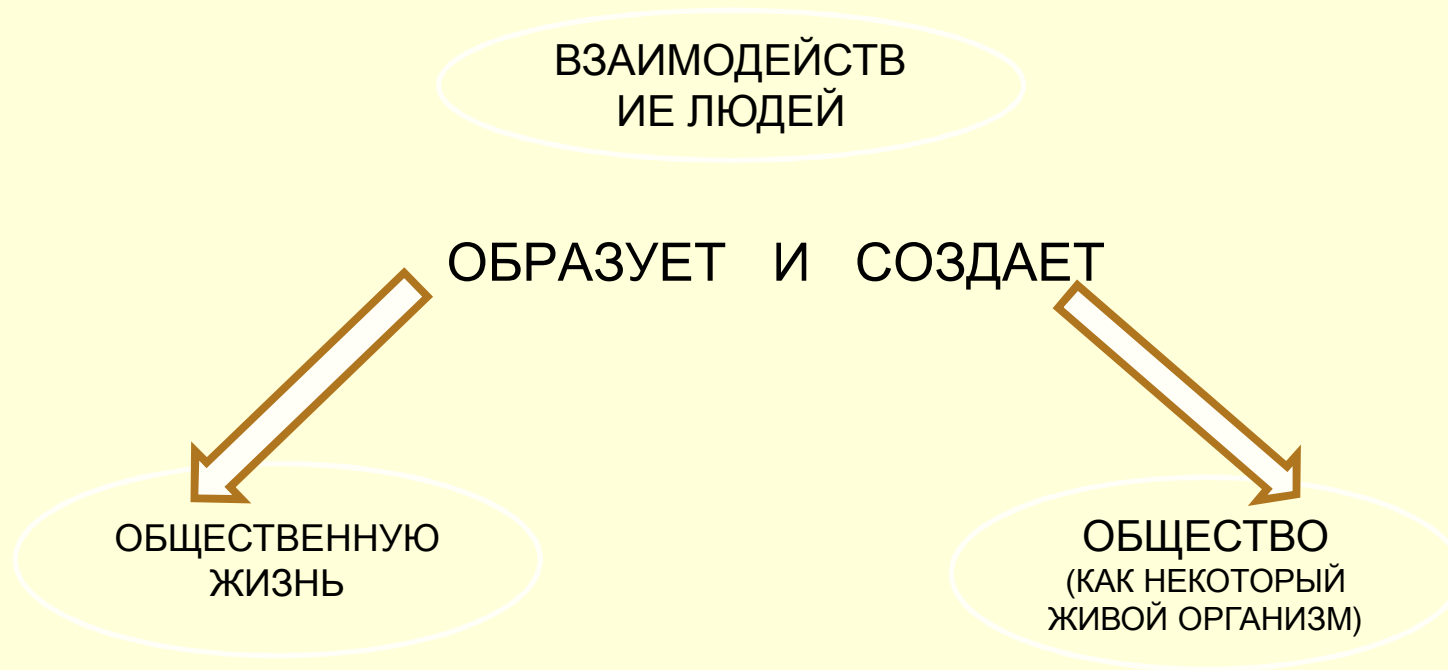 ВЗАИМОДЕЙСТВ
ИЕ ЛЮДЕЙ
ОБРАЗУЕТ И СОЗДАЕТ
ОБЩЕСТВЕННУЮ
ЖИЗНЬ
ОБЩЕСТВО
(КАК НЕКОТОРЫЙ
ЖИВОЙ ОРГАНИЗМ)